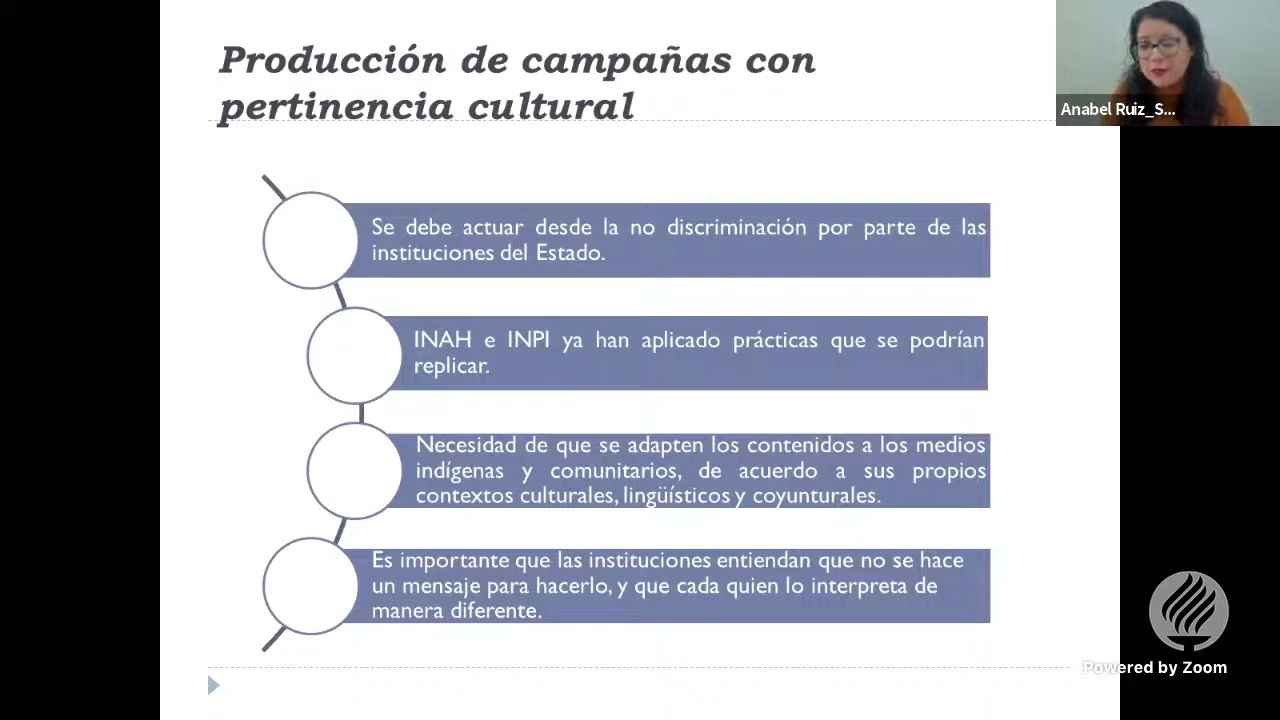 Producción de campañas con
pertinencia cultural
Anabel Ruiz_S...
Se debe actuar desde la no discriminación por parte de las
instituciones del Estado.
INAH e INPI ya han aplicado prácticas que se podrían
replicar.
Necesidad de que se adapten los contenidos a los medios
indígenas y comunitarios, de acuerdo a sus propios
contextos culturales, lingüísticos y coyunturales.
Es importante que las instituciones entiendan que no se hace
un mensaje para hacerlo, y que cada quien lo interpreta de
manera diferente.
Powered by Zoom